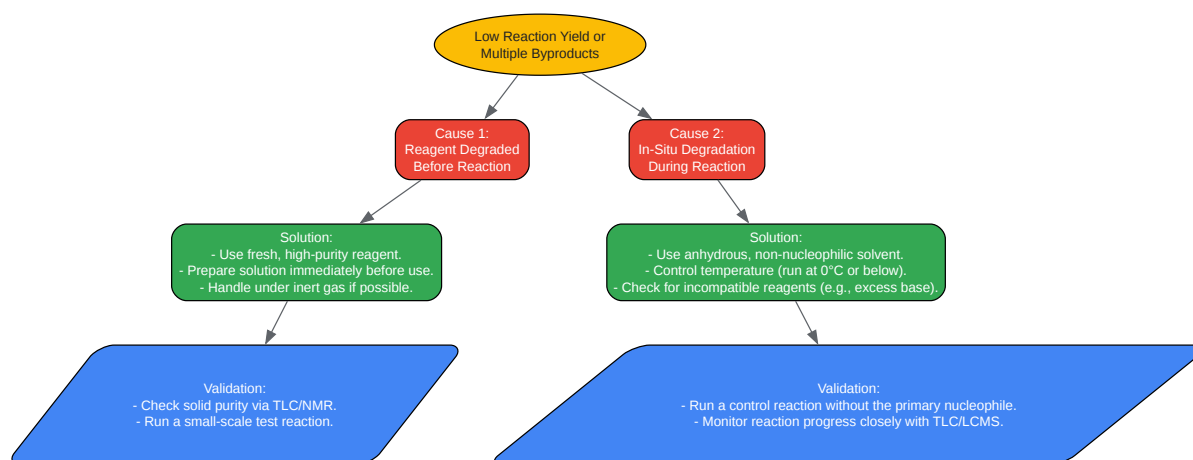 Low Reaction Yield or
Multiple Byproducts
Cause 1:
Reagent Degraded
Before Reaction
Cause 2:
In-Situ Degradation
During Reaction
Solution:
- Use fresh, high-purity reagent.
- Prepare solution immediately before use.
- Handle under inert gas if possible.
Solution:
- Use anhydrous, non-nucleophilic solvent.
- Control temperature (run at 0°C or below).
- Check for incompatible reagents (e.g., excess base).
Validation:
- Check solid purity via TLC/NMR.
- Run a small-scale test reaction.
Validation:
- Run a control reaction without the primary nucleophile.
- Monitor reaction progress closely with TLC/LCMS.